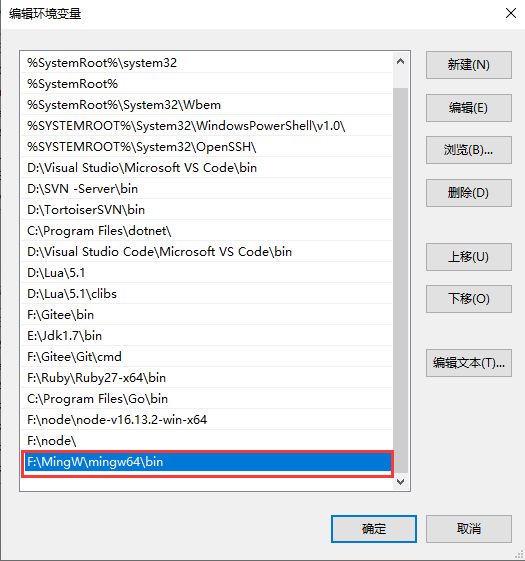 编辑环境变量
%SystemRoot%\system32
%SystemRoot%
%SystemRoot%\System32\Wbem
%SYSTEMROOT%\System32\WindowsPowerShell\v1.0\
%SYSTEMROOT%\System32\OpenSSH\
D:\Visual Studio\Microsoft VS Code\bin
D:\SVN -Server\bin
D:\TortoiserSVN\bin
C:\Program Files\dotnet\
D:\Visual Studio Code\Microsoft VS Code\bin
D:\Lua\5.1
D:\Lua\5.1\clibs
F:\Gitee\bin
E:\Jdk1.7\bin
F:\Gitee\Git\cmd
F:\Ruby\Ruby27-x64\bin
C:\Program Files\Go\bin
F:\node\node-v16.13.2-win-x64
F:\node\
F:\MingW\mingw64\bin
新建(N)
编辑(E)
浏览(B)...
删除(D)
上移(U)
下移(O)
编辑文本(T)...
确定
取消